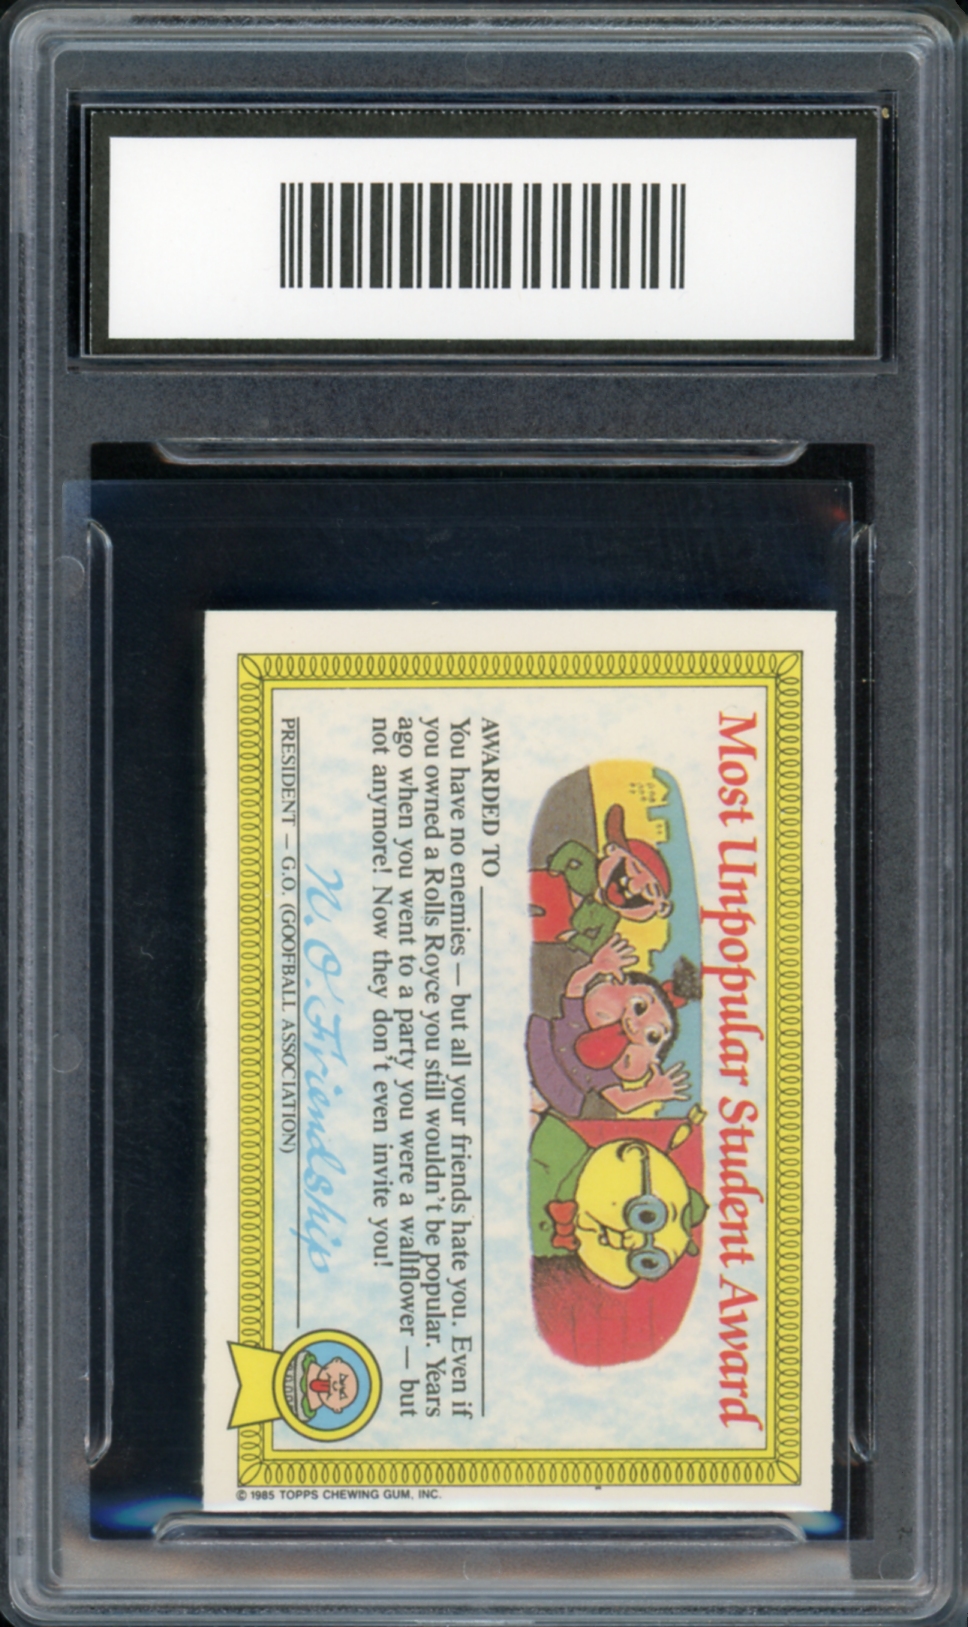 Most Unpopular Student Award
AWARDED TO
You have no enemies — but all your friends hate you. Even if
you owned a Rolls Royce you still wouldn't be popular. Years
ago when you went to a party you were a wallflower — but
not anymore! Now they don't even invite you!
N. O. Friendship
PRESIDENT — G.O. (GOOFBALL ASSOCIATION)
© 1985 TOPPS CHEWING GUM, INC.